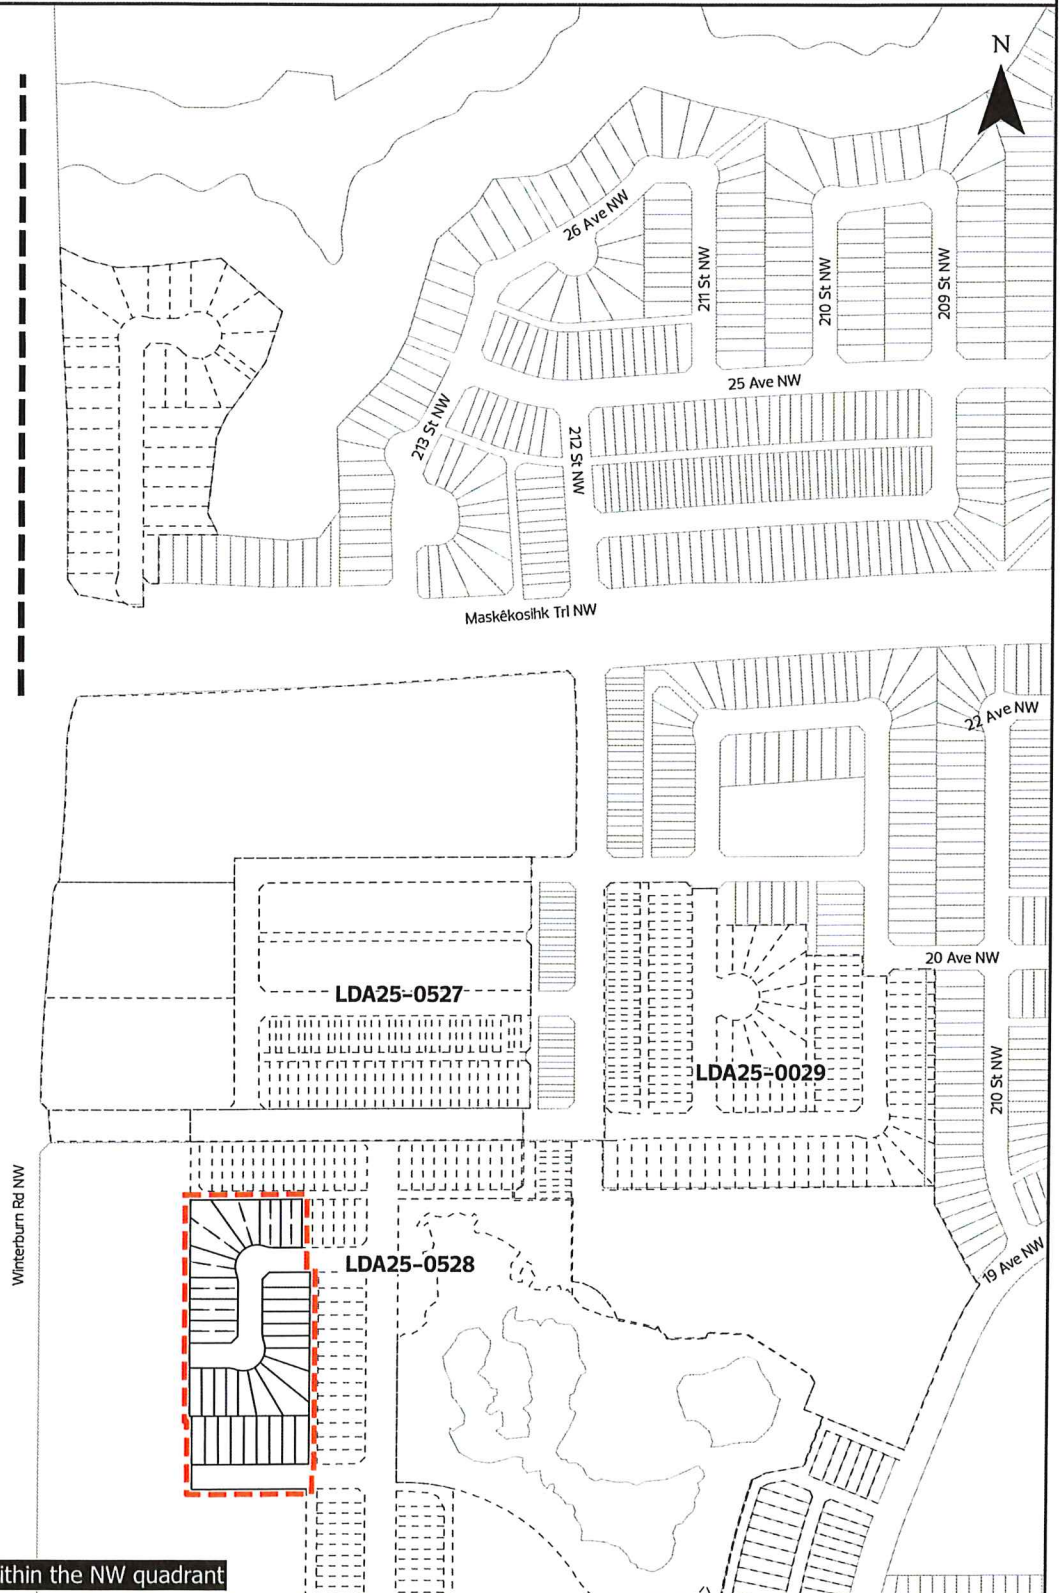 N
26 Ave NW
211 St NW
210 St NW
209 St NW
25 Ave NW
213 St NW
212 St NW
Maskêkosihk Trl NW
22 Ave NW
20 Ave NW
LDA25-0527
LDA25-0029
210 St NW
Winterburn Rd NW
LDA25-0528
19 Ave NW
ithin the NW quadrant